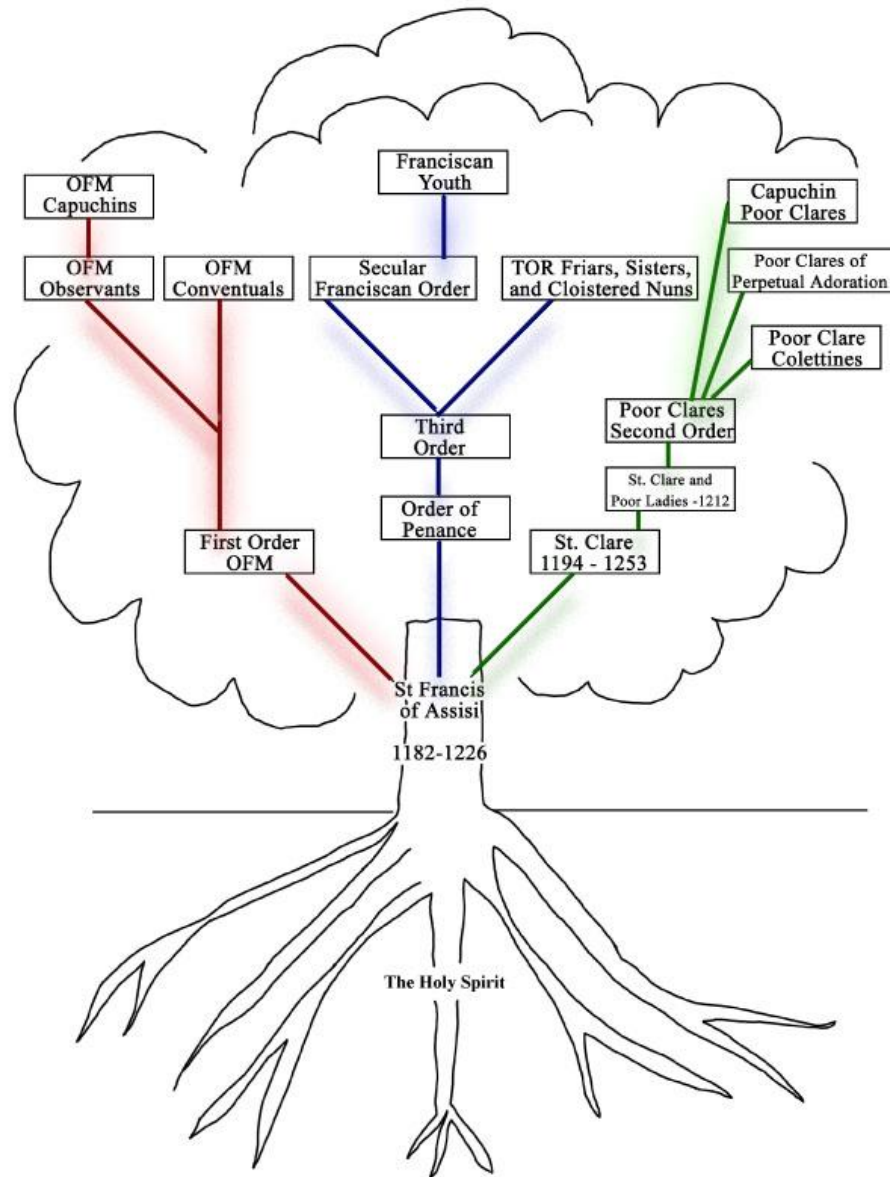 Franciscan
Youth
OFM
Capuchins
Capuchin
Poor Clares
OFM
Observants
OFM
Conventuals
Secular
Franciscan Order
TOR Friars, Sisters,
and Cloistered Nuns
Poor Clares of
Perpetual Adoration
Poor Clare
Colettines
Poor Clares
Second Order
Third
Order
St. Clare and
Poor Ladies -1212
Order of
Penance
First Order
OFM
St. Clare
1194 - 1253
St Francis
of Assisi
1182-1226
The Holy Spirit